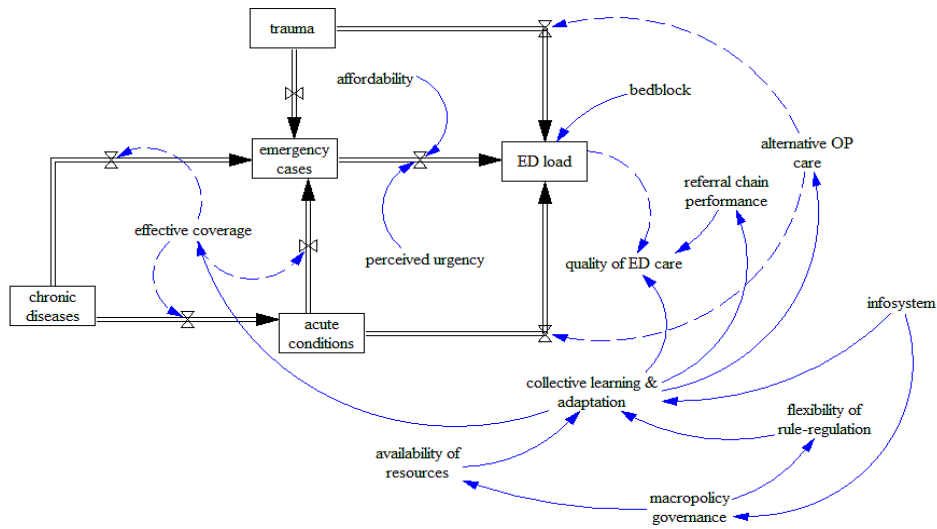 trauma
affordability
bedblock
emergency
cases
ED load
alternative OP
care
referral chain
performance
effective coverage
perceived urgency
quality of ED care
chronic
diseases
acute
conditions
infosystem
collective learning &
adaptation
flexibility of
rule-regulation
availability of
resources
macropolicy
governance